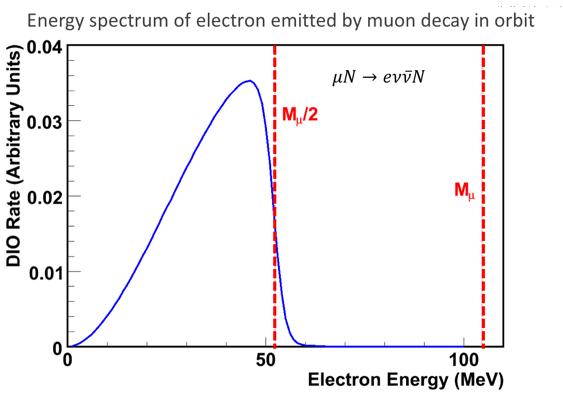 Energy spectrum of electron emitted by muon decay in orbit
DIO Rate (Arbitrary Units)
0.04
0.03
0.02
0.01
0
μN → eνν̄N
Mμ/2
Mμ
0
50
100
Electron Energy (MeV)